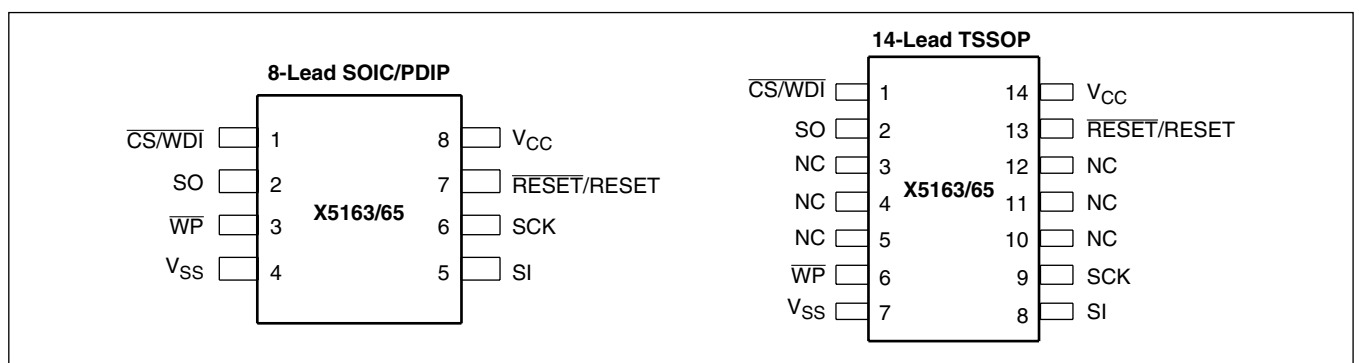 8-Lead SOIC/PDIP
CS/WDI 1 8 VCC
SO 2 7 RESET/RESET
X5163/65
WP 3 6 SCK
VSS 4 5 SI
14-Lead TSSOP
CS/WDI 1 14 VCC
SO 2 13 RESET/RESET
NC 3 12 NC
X5163/65
NC 4 11 NC
NC 5 10 NC
WP 6 9 SCK
VSS 7 8 SI